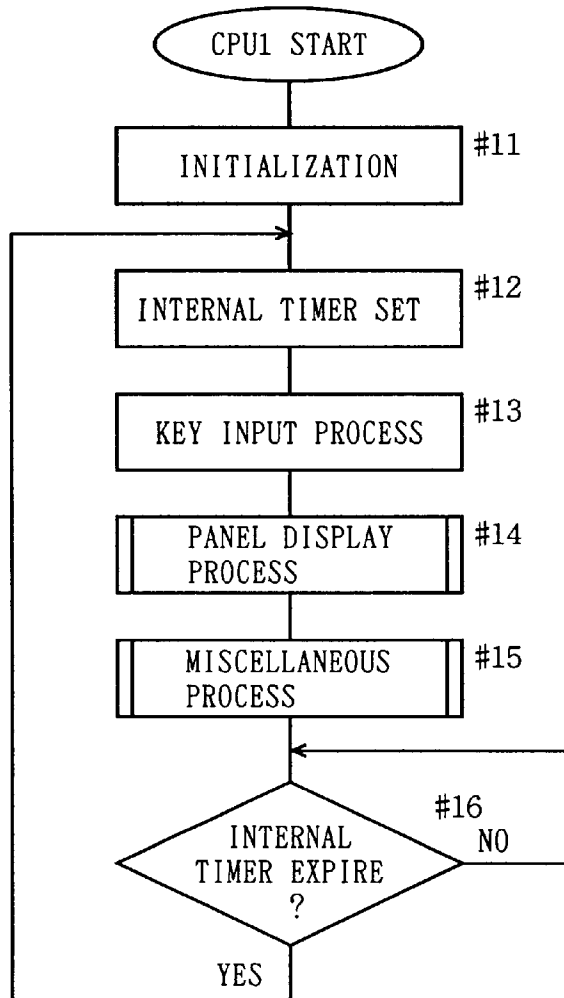 CPU1 START
#11
INITIALIZATION
#12
INTERNAL TIMER SET
#13
KEY INPUT PROCESS
#14
PANEL DISPLAY
PROCESS
#15
MISCELLANEOUS
PROCESS
#16
INTERNAL
TIMER EXPIRE
?
NO
YES